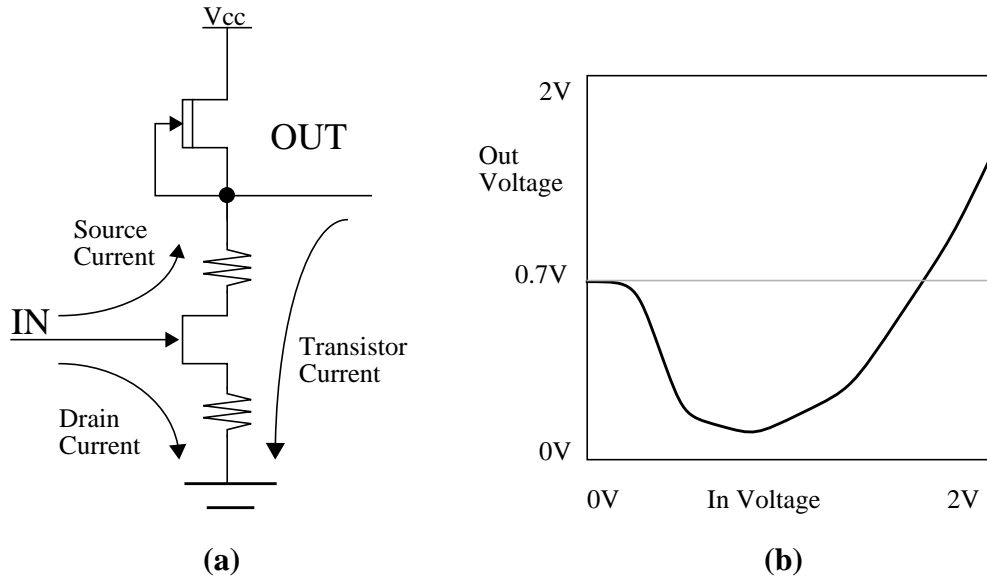 Vcc
OUT
Source
Current
IN
Transistor
Current
Drain
Current
(a)
2V
Out
Voltage
0.7V
0V
0V In Voltage 2V
(b)